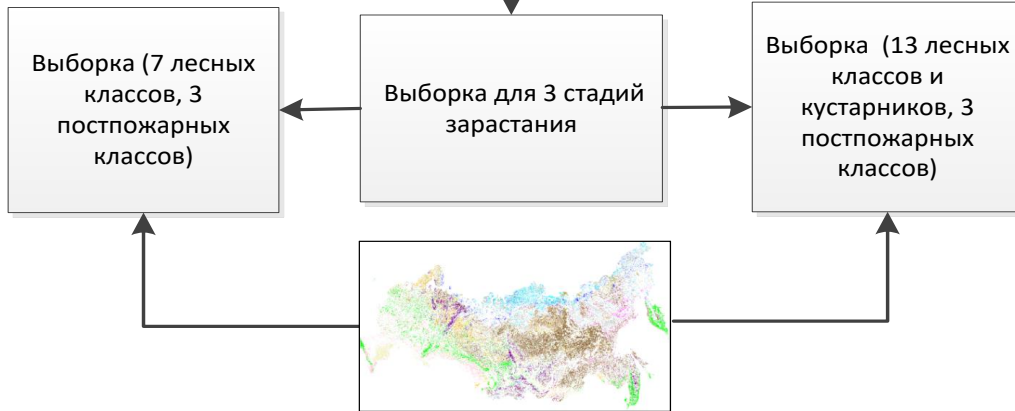 Выборка (7 лесных
классов, 3
постпожарных
классов)
Выборка для 3 стадий
зарастания
Выборка (13 лесных
классов и
кустарников, 3
постпожарных
классов)